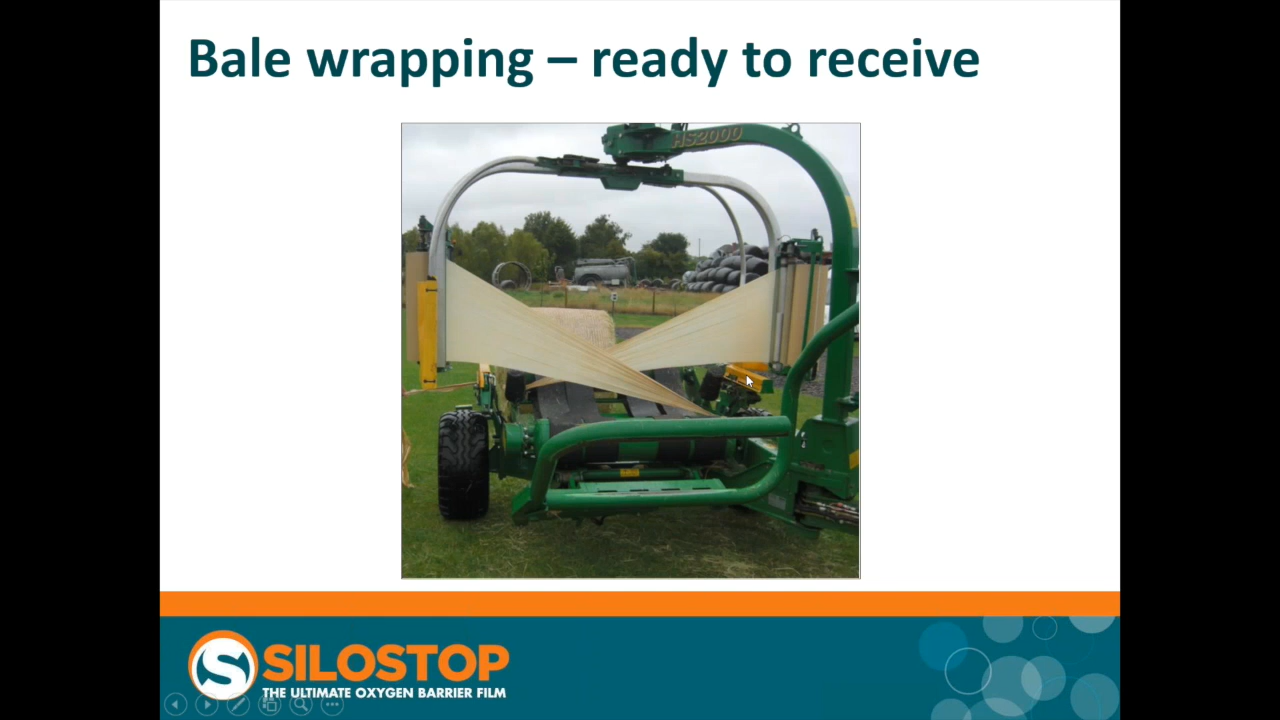 Bale wrapping – ready to receive
HS2000
SILOSTOP
THE ULTIMATE OXYGEN BARRIER FILM